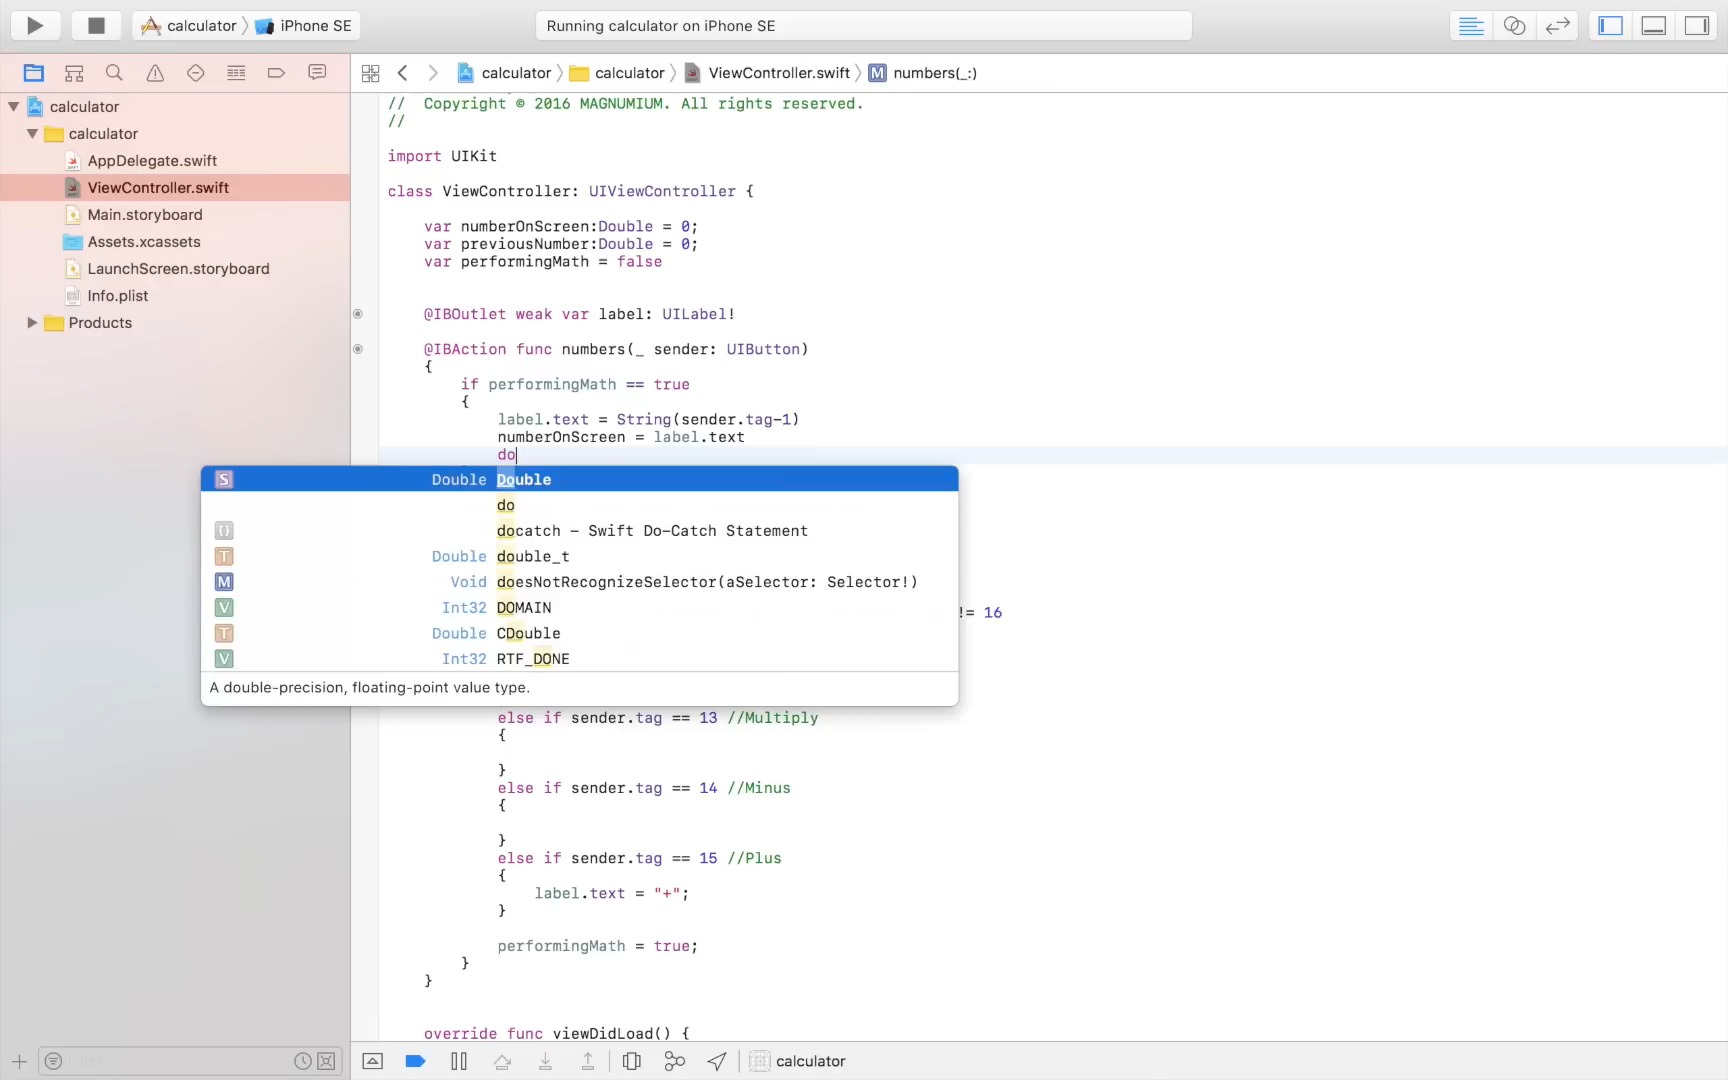 calculator iPhone SE
Running calculator on iPhone SE
calculator calculator ViewController.swift M numbers(_:)
calculator
calculator
AppDelegate.swift
ViewController.swift
Main.storyboard
Assets.xcassets
LaunchScreen.storyboard
Info.plist
Products
// Copyright © 2016 MAGNUMIUM. All rights reserved.
//
import UIKit
class ViewController: UIViewController {
var numberOnScreen:Double = 0;
var previousNumber:Double = 0;
var performingMath = false
@IBOutlet weak var label: UILabel!
@IBAction func numbers(_ sender: UIButton)
{
if performingMath == true
{
label.text = String(sender.tag-1)
numberOnScreen = label.text
do
S Double Double
do
{} docatch - Swift Do-Catch Statement
T Double double_t
M Void doesNotRecognizeSelector(aSelector: Selector!)
V Int32 DOMAIN
T Double CDouble
V Int32 RTF_DONE
A double-precision, floating-point value type.
!= 16
else if sender.tag == 13 //Multiply
{
}
else if sender.tag == 14 //Minus
{
}
else if sender.tag == 15 //Plus
{
label.text = "+";
}
performingMath = true;
}
}
override func viewDidLoad() {
calculator